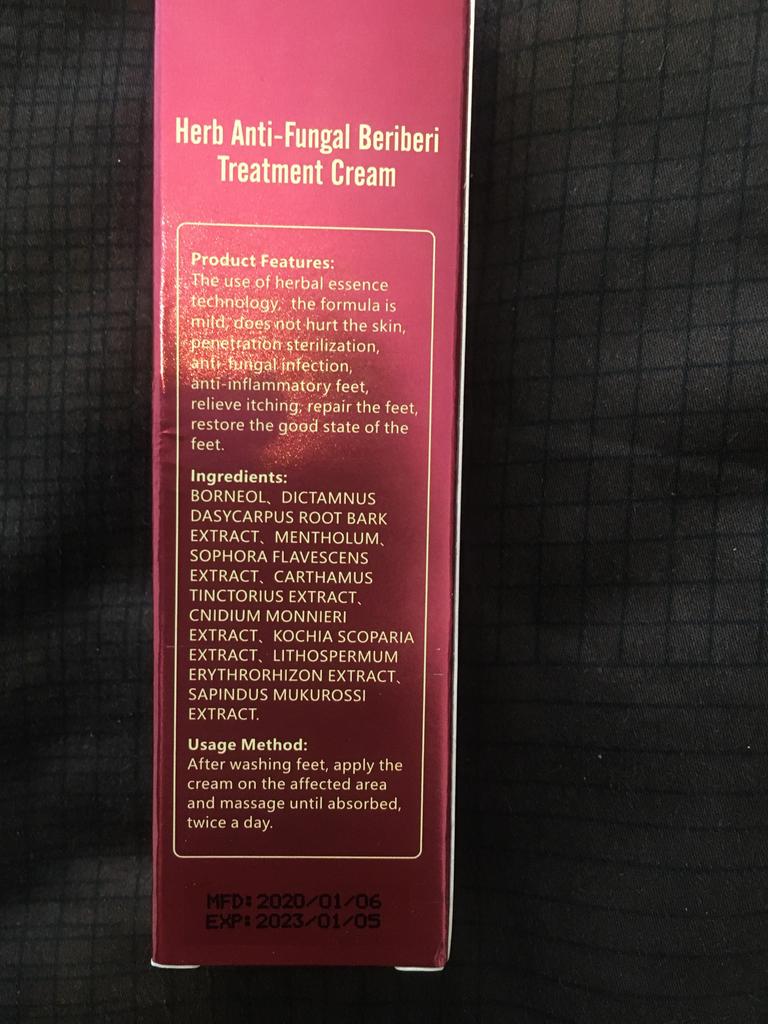 Herb Anti-Fungal Beriberi
Treatment Cream
Product Features:
The use of herbal essence
technology, the formula is
mild, does not hurt the skin,
penetration sterilization,
anti-fungal infection,
anti-inflammatory feet,
relieve itching, repair the feet,
restore the good state of the
feet.
Ingredients:
BORNEOL、DICTAMNUS
DASYCARPUS ROOT BARK
EXTRACT、MENTHOLUM、
SOPHORA FLAVESCENS
EXTRACT、CARTHAMUS
TINCTORIUS EXTRACT、
CNIDIUM MONNIERI
EXTRACT、KOCHIA SCOPARIA
EXTRACT、LITHOSPERMUM
ERYTHRORHIZON EXTRACT、
SAPINDUS MUKUROSSI
EXTRACT.
Usage Method:
After washing feet, apply the
cream on the affected area
and massage until absorbed,
twice a day.
MFD:2020/01/06
EXP:2023/01/05